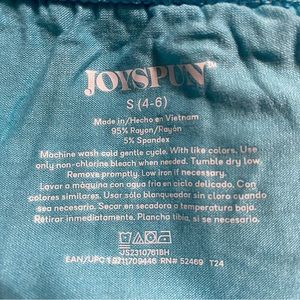 JOYSPUN™
S (4-6)
Made in/Hecho en Vietnam
95% Rayon/Rayón
5% Spandex
Machine wash cold gentle cycle. With like colors. Use
only non-chlorine bleach when needed. Tumble dry low.
Remove promptly. Low iron if necessary.
Lavar a máquina con agua fría en ciclo delicado. Con
colores similares. Usar sólo blanqueador sin cloro cuando
sea necesario. Secar en secadora a temperatura baja.
Retirar inmediatamente. Plancha tibia, si se necesario.
JS2310761BH
EAN/UPC RN# 52469 T24